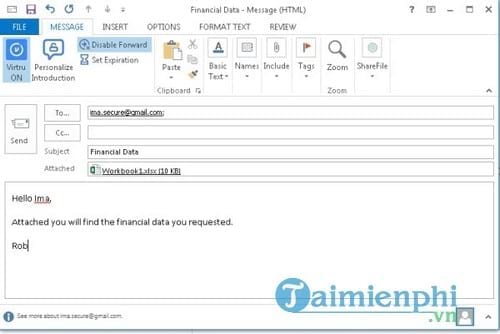 Financial Data - Message (HTML)
FILE MESSAGE INSERT OPTIONS FORMAT TEXT REVIEW
Virtru ON
Personalize Introduction
Disable Forward
Set Expiration
Paste
Basic Text
Names
Include
Tags
Zoom
ShareFile
Clipboard
Zoom
Send
To... ima.secure@gmail.com;
Cc...
Subject Financial Data
Attached Workbook1.xlsx (10 KB)
Hello Ima,
Attached you will find the financial data you requested.
Rob
Taimienphi
.vn
See more about ima.secure@gmail.com.